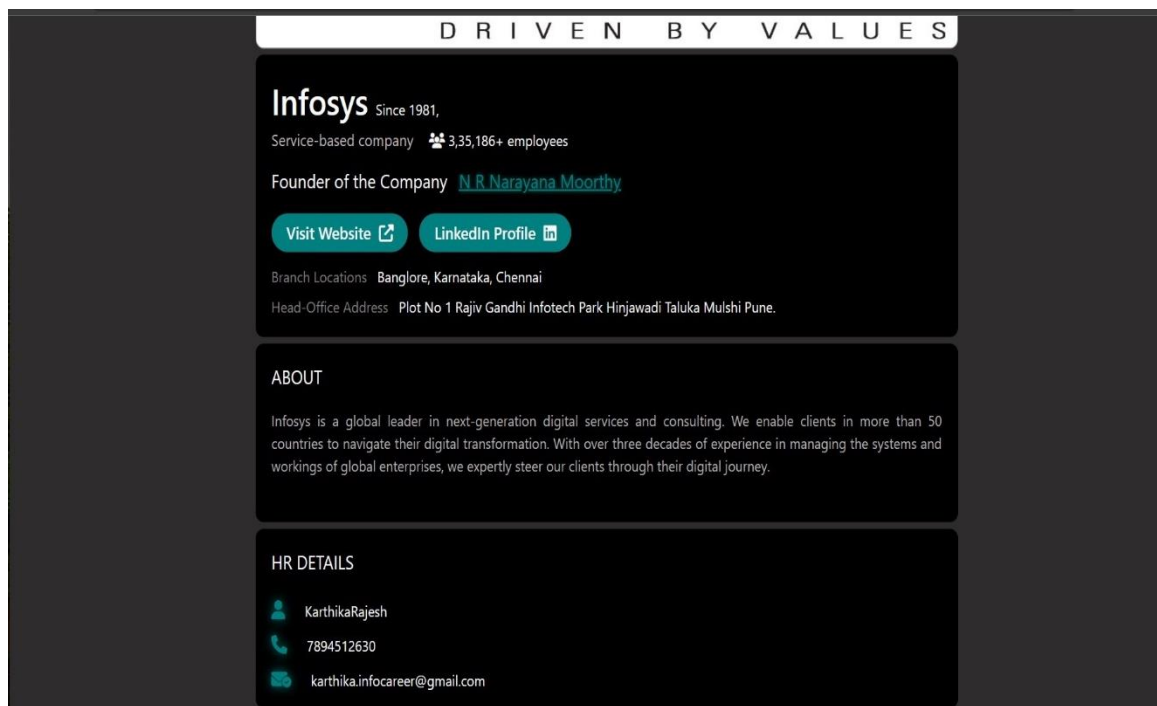 DRIVEN BY VALUES
Infosys Since 1981,
Service-based company 3,35,186+ employees
Founder of the Company N R Narayana Moorthy
Visit Website LinkedIn Profile
Branch Locations Banglore, Karnataka, Chennai
Head-Office Address Plot No 1 Rajiv Gandhi Infotech Park Hinjawadi Taluka Mulshi Pune.
ABOUT
Infosys is a global leader in next-generation digital services and consulting. We enable clients in more than 50
countries to navigate their digital transformation. With over three decades of experience in managing the systems and
workings of global enterprises, we expertly steer our clients through their digital journey.
HR DETAILS
KarthikaRajesh
7894512630
karthika.infocareer@gmail.com